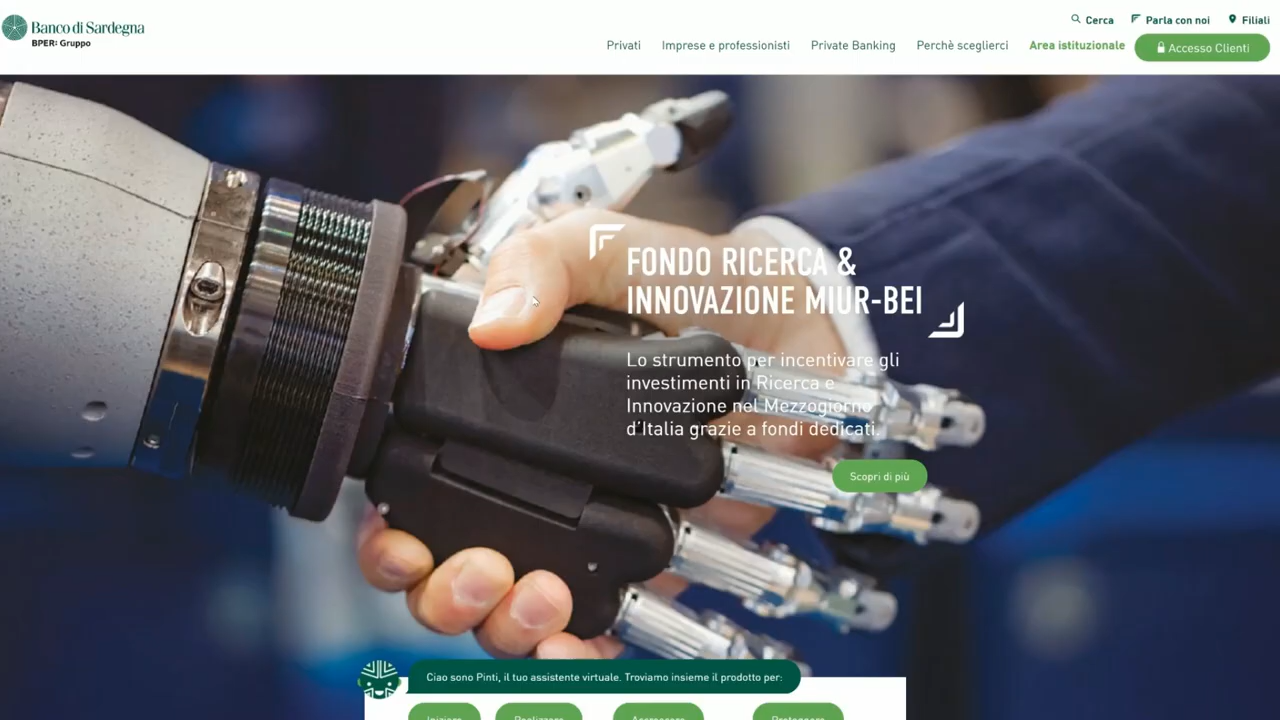 Banco di Sardegna
BPER: Gruppo
Cerca
Parla con noi
Filiali
Privati
Imprese e professionisti
Private Banking
Perchè sceglierci
Area istituzionale
Accesso Clienti
FONDO RICERCA &
INNOVAZIONE MIUR-BEI
Lo strumento per incentivare gli
investimenti in Ricerca e
Innovazione nel Mezzogiorno
d'Italia grazie a fondi dedicati.
Scopri di più
Ciao sono Pinti, il tuo assistente virtuale. Troviamo insieme il prodotto per: